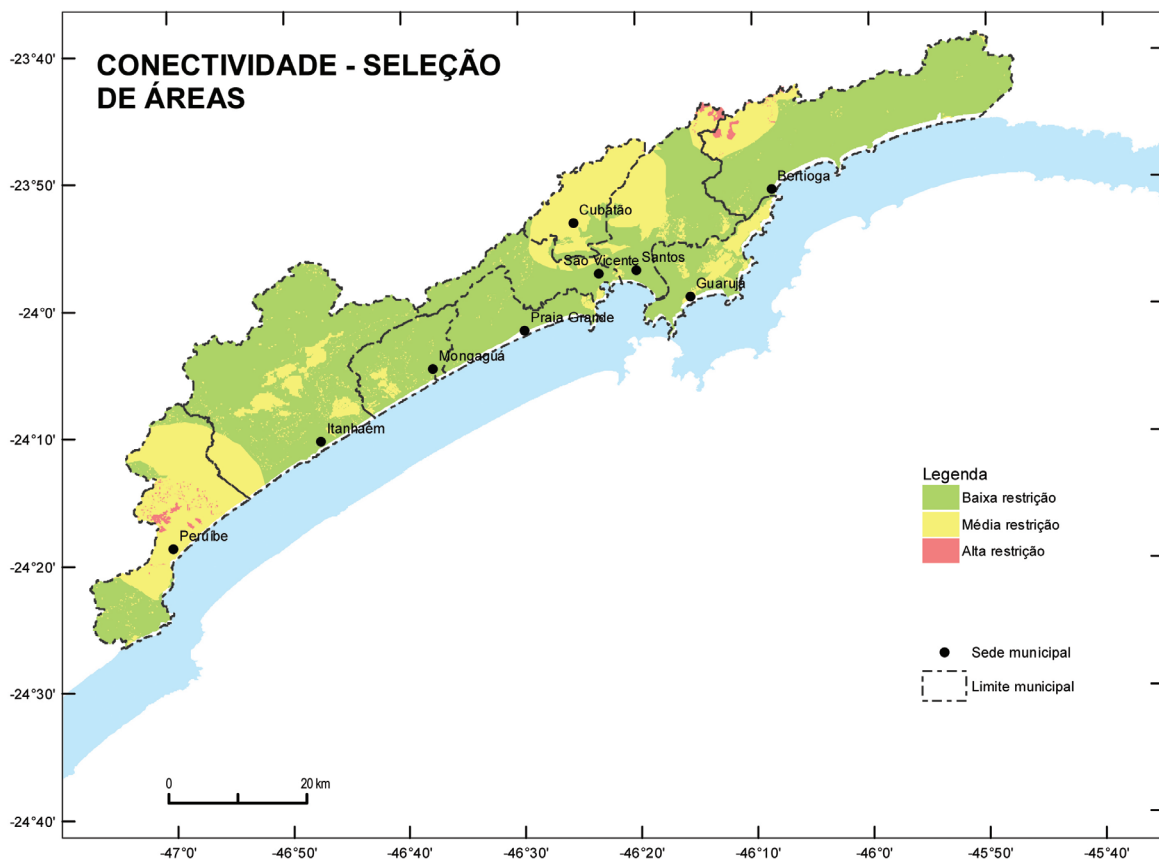 CONECTIVIDADE - SELEÇÃO
DE ÁREAS
-23°40'
-23°50'
-24°0'
-24°10'
-24°20'
-24°30'
-24°40'
Bertioga
Cubatão
São Vicente
Santos
Guarujá
Praia Grande
Mongaguá
Itanhaém
Peruíbe
Legenda
Baixa restrição
Média restrição
Alta restrição
Sede municipal
Limite municipal
0 20 km
-47°0' -46°50' -46°40' -46°30' -46°20' -46°10' -46°0' -45°50' -45°40'